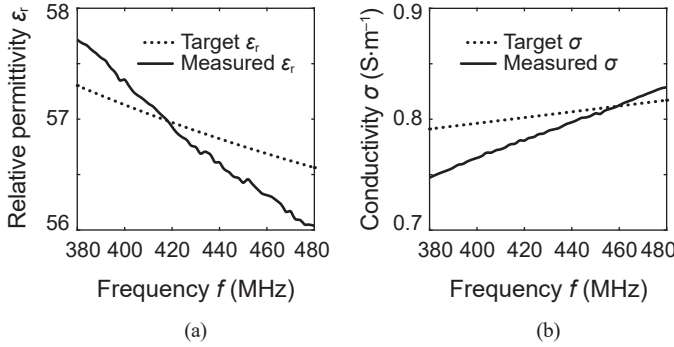 Relative permittivity εr
58
57
56
Target εr
Measured εr
380 400 420 440 460 480
Frequency f (MHz)
(a)
Conductivity σ (S·m⁻¹)
0.9
0.8
0.7
Target σ
Measured σ
380 400 420 440 460 480
Frequency f (MHz)
(b)